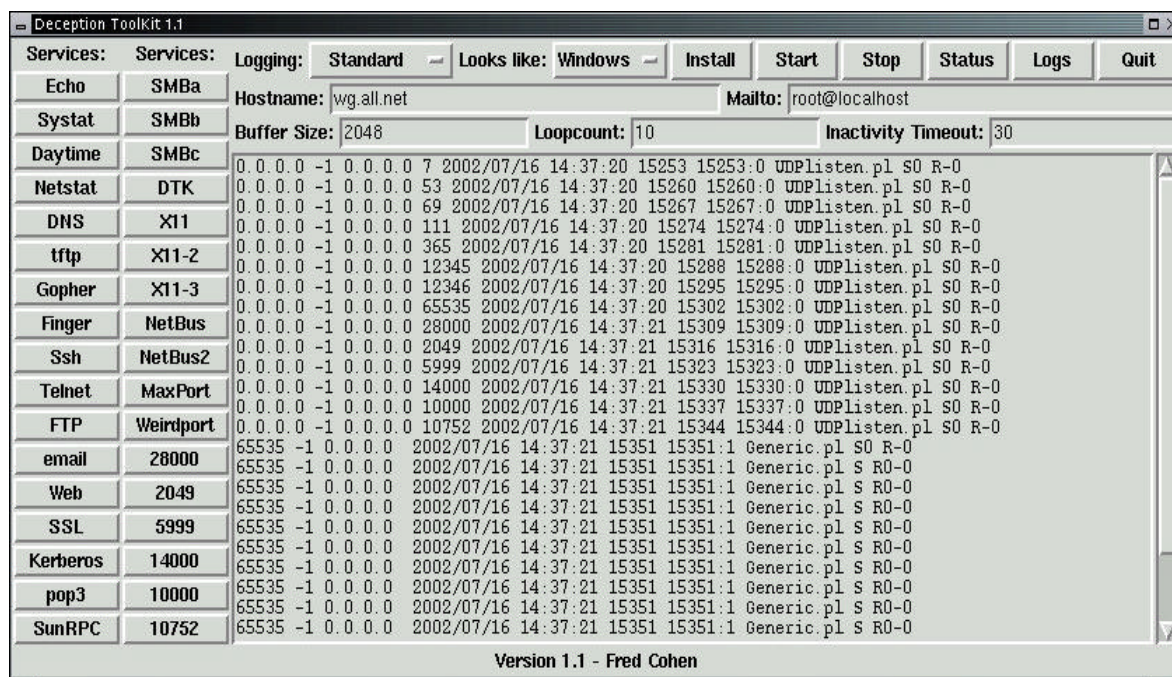 Deception ToolKit 1.1
Services: Services: Logging: Standard Looks like: Windows Install Start Stop Status Logs Quit
Echo SMBa
Hostname: wg.all.net Mailto: root@localhost
Systat SMBb
Buffer Size: 2048 Loopcount: 10 Inactivity Timeout: 30
Daytime SMBc
Netstat DTK
DNS X11
tftp X11-2
Gopher X11-3
Finger NetBus
Ssh NetBus2
Telnet MaxPort
FTP Weirdport
email 28000
Web 2049
SSL 5999
Kerberos 14000
pop3 10000
SunRPC 10752
0.0.0.0 -1 0.0.0.0 7 2002/07/16 14:37:20 15253 15253:0 UDPlisten.pl S0 R-0
0.0.0.0 -1 0.0.0.0 53 2002/07/16 14:37:20 15260 15260:0 UDPlisten.pl S0 R-0
0.0.0.0 -1 0.0.0.0 69 2002/07/16 14:37:20 15267 15267:0 UDPlisten.pl S0 R-0
0.0.0.0 -1 0.0.0.0 111 2002/07/16 14:37:20 15274 15274:0 UDPlisten.pl S0 R-0
0.0.0.0 -1 0.0.0.0 365 2002/07/16 14:37:20 15281 15281:0 UDPlisten.pl S0 R-0
0.0.0.0 -1 0.0.0.0 12345 2002/07/16 14:37:20 15288 15288:0 UDPlisten.pl S0 R-0
0.0.0.0 -1 0.0.0.0 12346 2002/07/16 14:37:20 15295 15295:0 UDPlisten.pl S0 R-0
0.0.0.0 -1 0.0.0.0 65535 2002/07/16 14:37:20 15302 15302:0 UDPlisten.pl S0 R-0
0.0.0.0 -1 0.0.0.0 28000 2002/07/16 14:37:21 15309 15309:0 UDPlisten.pl S0 R-0
0.0.0.0 -1 0.0.0.0 2049 2002/07/16 14:37:21 15316 15316:0 UDPlisten.pl S0 R-0
0.0.0.0 -1 0.0.0.0 5999 2002/07/16 14:37:21 15323 15323:0 UDPlisten.pl S0 R-0
0.0.0.0 -1 0.0.0.0 14000 2002/07/16 14:37:21 15330 15330:0 UDPlisten.pl S0 R-0
0.0.0.0 -1 0.0.0.0 10000 2002/07/16 14:37:21 15337 15337:0 UDPlisten.pl S0 R-0
0.0.0.0 -1 0.0.0.0 10752 2002/07/16 14:37:21 15344 15344:0 UDPlisten.pl S0 R-0
65535 -1 0.0.0.0 2002/07/16 14:37:21 15351 15351:1 Generic.pl S0 R-0
65535 -1 0.0.0.0 2002/07/16 14:37:21 15351 15351:1 Generic.pl S R0-0
65535 -1 0.0.0.0 2002/07/16 14:37:21 15351 15351:1 Generic.pl S R0-0
65535 -1 0.0.0.0 2002/07/16 14:37:21 15351 15351:1 Generic.pl S R0-0
65535 -1 0.0.0.0 2002/07/16 14:37:21 15351 15351:1 Generic.pl S R0-0
65535 -1 0.0.0.0 2002/07/16 14:37:21 15351 15351:1 Generic.pl S R0-0
65535 -1 0.0.0.0 2002/07/16 14:37:21 15351 15351:1 Generic.pl S R0-0
65535 -1 0.0.0.0 2002/07/16 14:37:21 15351 15351:1 Generic.pl S R0-0
65535 -1 0.0.0.0 2002/07/16 14:37:21 15351 15351:1 Generic.pl S R0-0
65535 -1 0.0.0.0 2002/07/16 14:37:21 15351 15351:1 Generic.pl S R0-0
Version 1.1 - Fred Cohen